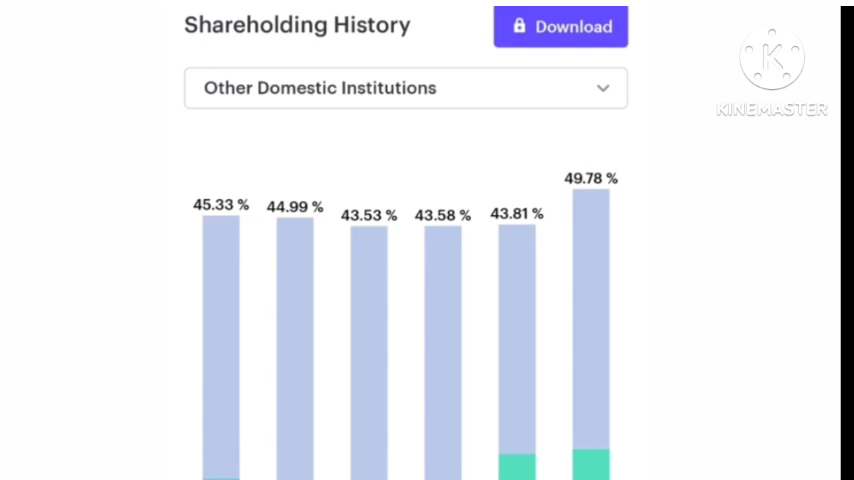 Shareholding History
Download
KINEMASTER
Other Domestic Institutions
45.33 %
44.99 %
43.53 %
43.58 %
43.81 %
49.78 %